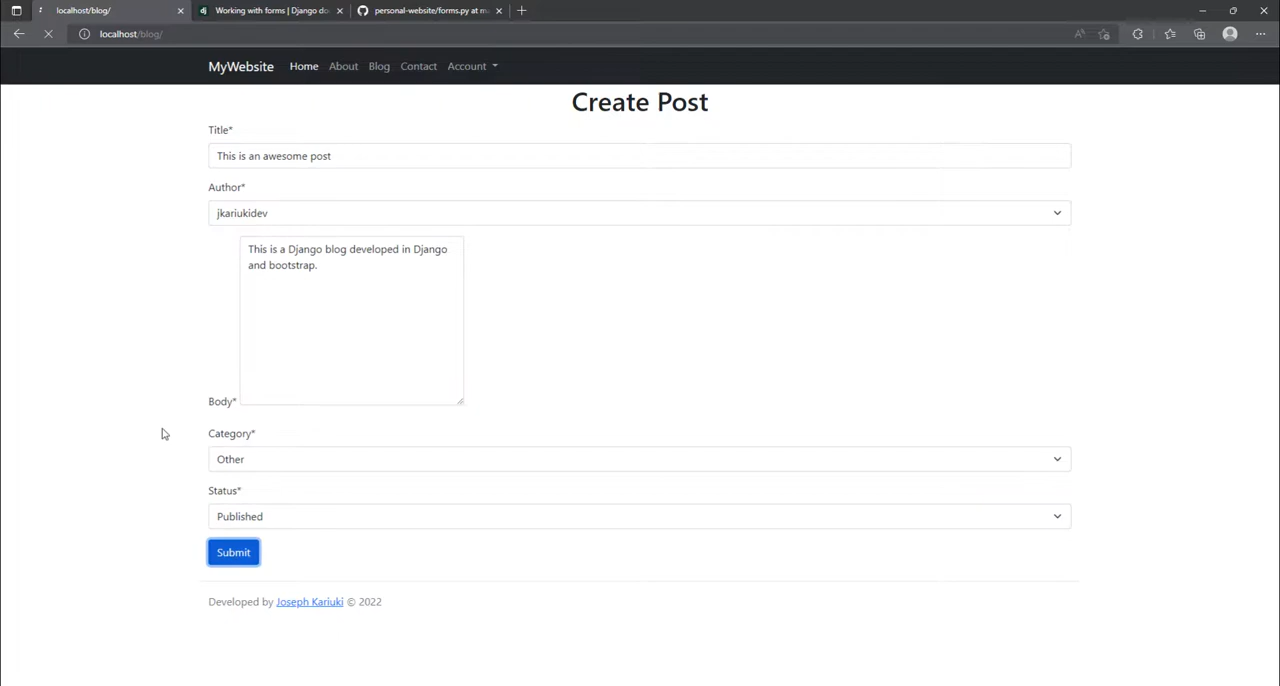 localhost/blog/
Working with forms | Django do
personal-website/forms.py at m
localhost/blog/
MyWebsite Home About Blog Contact Account
Create Post
Title*
This is an awesome post
Author*
jkariukidev
This is a Django blog developed in Django
and bootstrap.
Body*
Category*
Other
Status*
Published
Submit
Developed by Joseph Kariuki © 2022